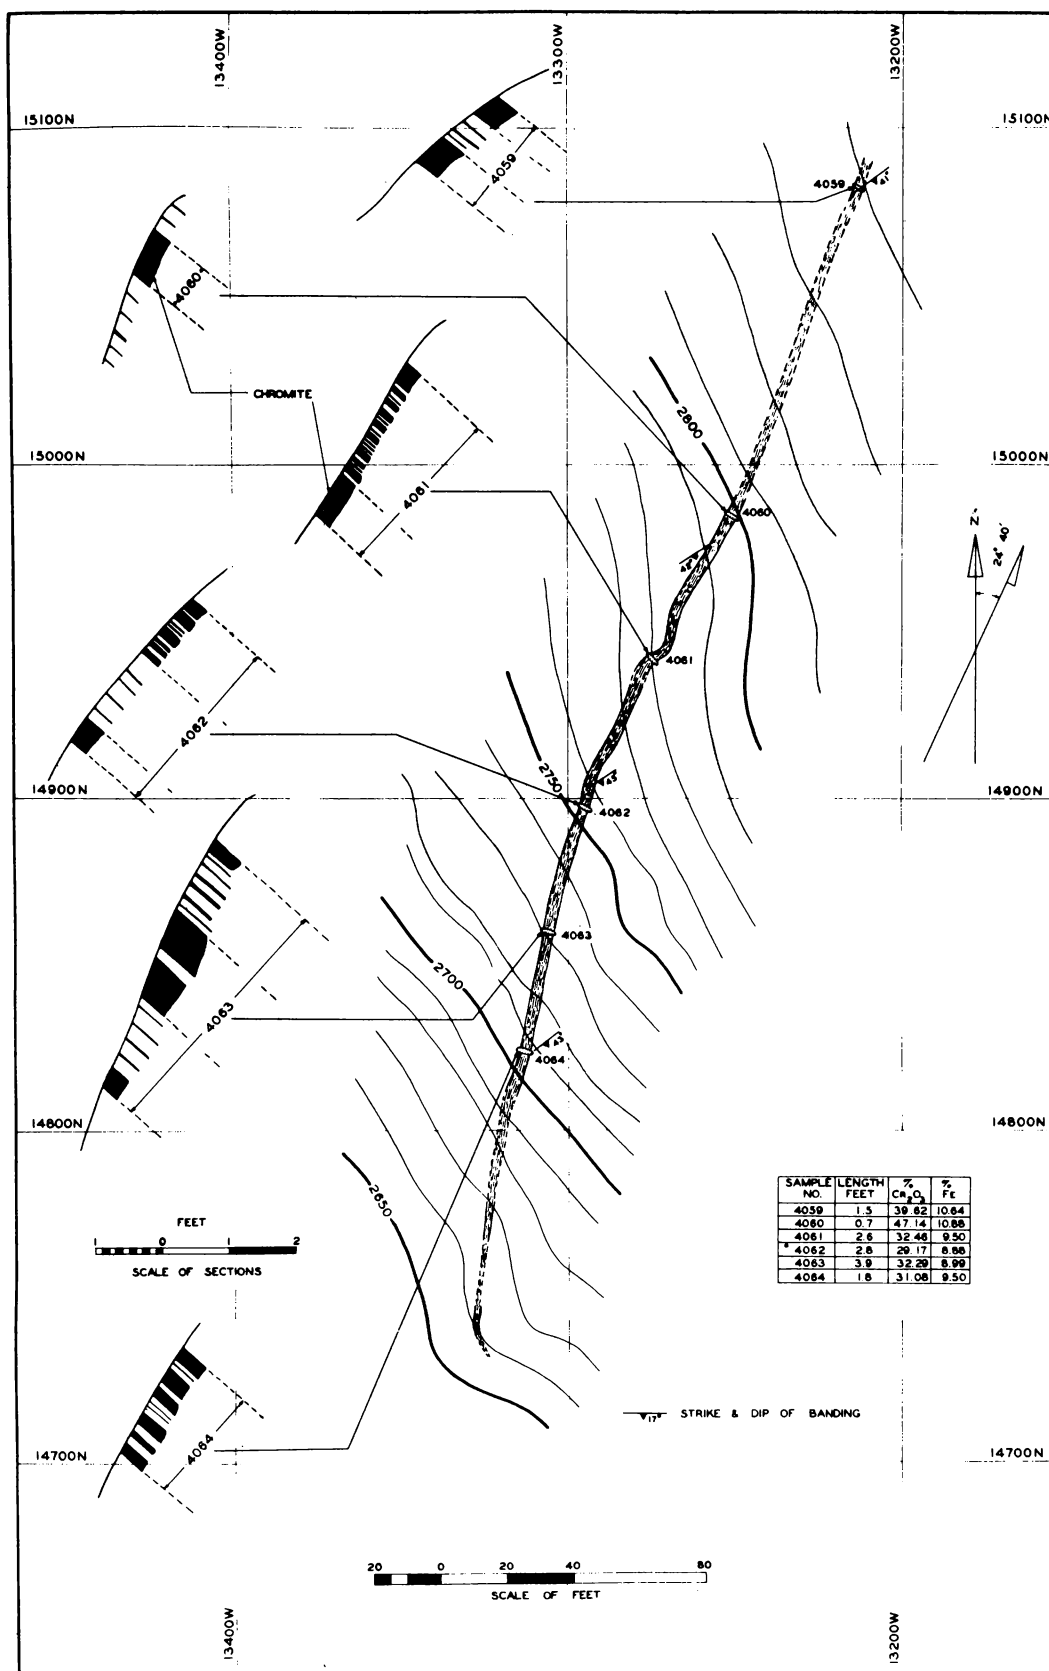 13400W
13300W
13200W
15100N
15100N
4059
4059
41°
4060
CHROMITE
2800
15000N
15000N
4061
4060
42°
N
24° 40'
4061
4062
2750
45°
14900N
14900N
4062
4063
4063
2700
43°
4064
14800N
14800N
2650
SAMPLE NO. LENGTH FEET % CR2O3 % FE
4059 1.5 39.62 10.64
4060 0.7 47.14 10.88
4061 2.6 32.46 9.50
* 4062 2.8 29.17 8.88
4063 3.9 32.29 8.99
4064 1.8 31.08 9.50
FEET
1 0 1 2
SCALE OF SECTIONS
4064
17° STRIKE & DIP OF BANDING
14700N
14700N
20 0 20 40 80
SCALE OF FEET
13400W
13200W